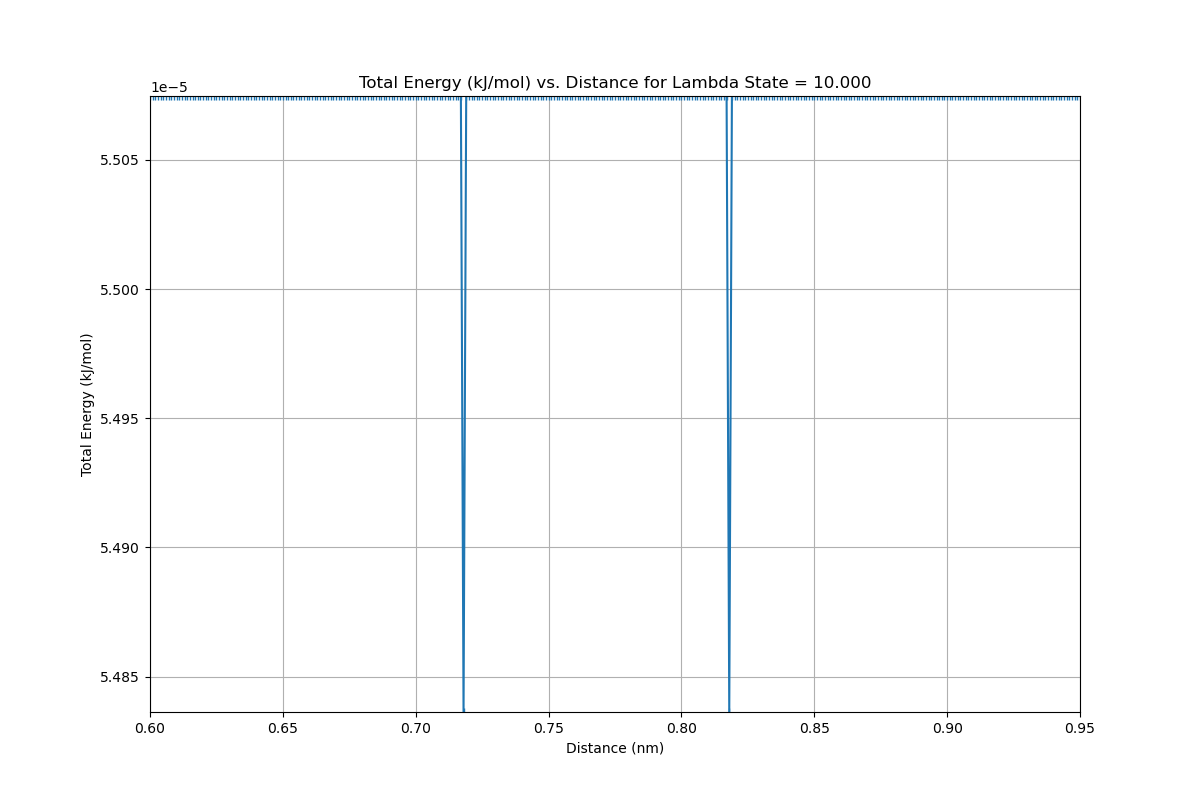 Total Energy (kJ/mol) vs. Distance for Lambda State = 10.000
1e−5
5.505
5.500
5.495
5.490
5.485
Total Energy (kJ/mol)
0.60 0.65 0.70 0.75 0.80 0.85 0.90 0.95
Distance (nm)